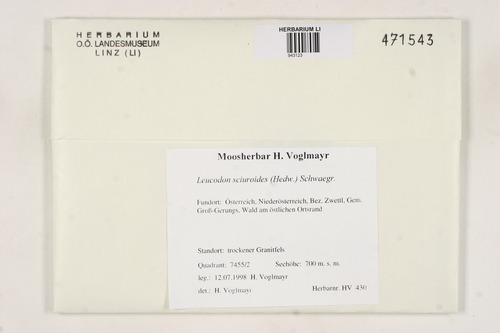 HERBARIUM
O.Ö. LANDESMUSEUM
LINZ (LI)
HERBARIUM LI
943123
471543
Moosherbar H. Voglmayr
Leucodon sciuroides (Hedw.) Schwaegr.
Fundort: Österreich, Niederösterreich, Bez. Zwettl, Gem.
Groß-Gerungs, Wald am östlichen Ortsrand
Standort: trockener Granitfels
Quadrant: 7455/2 Seehöhe: 700 m. s. m.
leg.: 12.07.1998 H. Voglmayr
det.: H. Voglmayr Herbarnr. HV 430